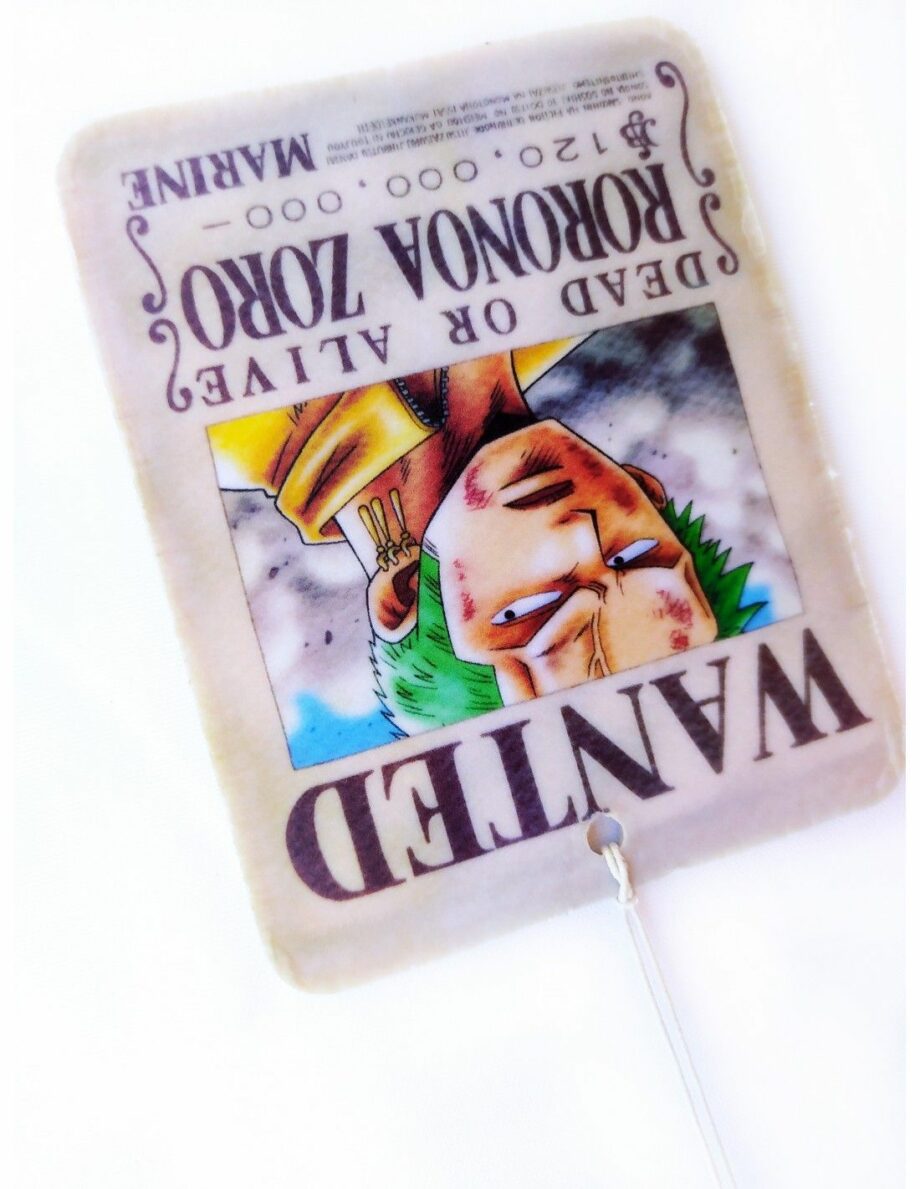 WANTED
DEAD OR ALIVE
RORONOA ZORO
฿120,000,000–
MARINE